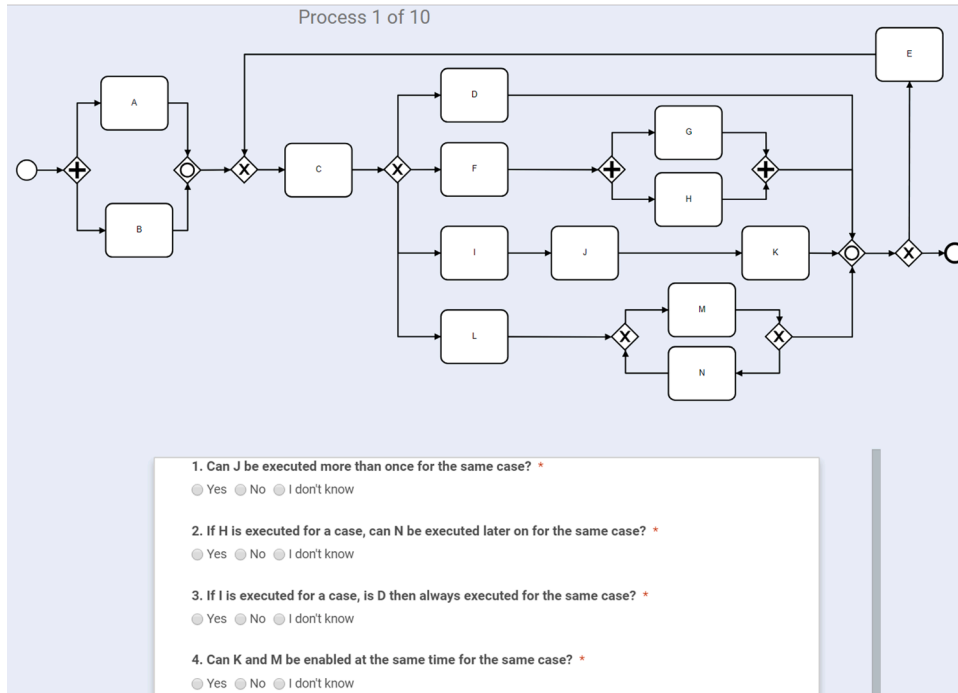 Process 1 of 10
E
A
D
G
B
C
F
H
I
J
K
L
M
N
1. Can J be executed more than once for the same case? *
Yes No I don't know
2. If H is executed for a case, can N be executed later on for the same case? *
Yes No I don't know
3. If I is executed for a case, is D then always executed for the same case? *
Yes No I don't know
4. Can K and M be enabled at the same time for the same case? *
Yes No I don't know